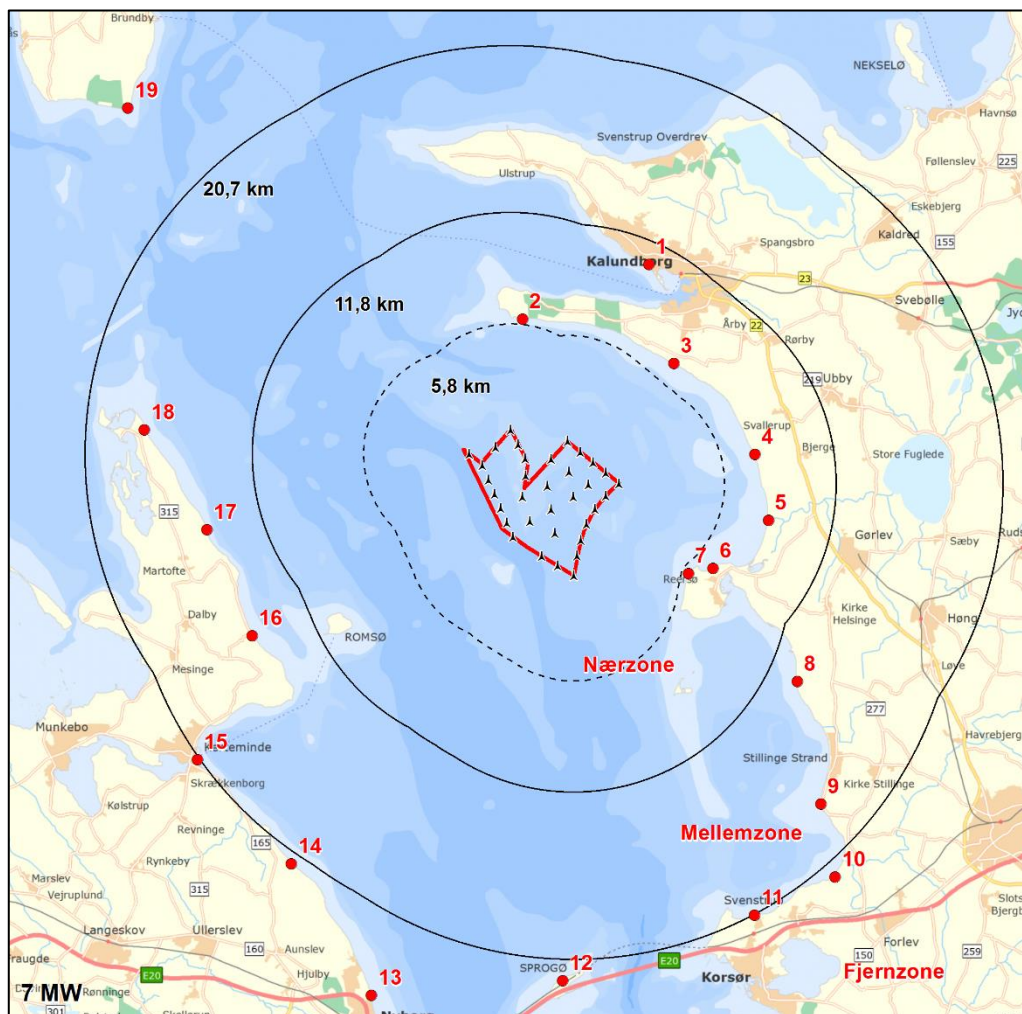 Brundby
19
NEKSELØ
Havnsø
Svenstrup Overdrev
Ulstrup
Føllenslev
225
20,7 km
Eskebjerg
Kaldred
155
1
Kalundborg
Spangsbro
23
Svebølle
11,8 km
2
Årby
22
Rørby
3
5,8 km
219
Ubby
18
Svallerup
4
Bjerge
Store Fuglede
315
17
5
Gørlev
Sæby
Martofte
7
6
Reersø
Kirke
Helsinge
Høng
Dalby
16
ROMSØ
Løve
Mesinge
Nærzone
8
277
Munkebo
Havrebjerg
15
Stillinge Strand
Skrækkenborg
Kirke Stillinge
Kølstrup
9
Revninge
Mellemzone
165
14
10
Rynkeby
Marslev
Vejruplund
315
11
Svenstrup
Langeskov
Ullerslev
160
Aunslev
Forlev
259
150
E20
Hjulby
SPROGØ
12
E20
Korsør
Fjernzone
13
7 MW
Rønninge
301